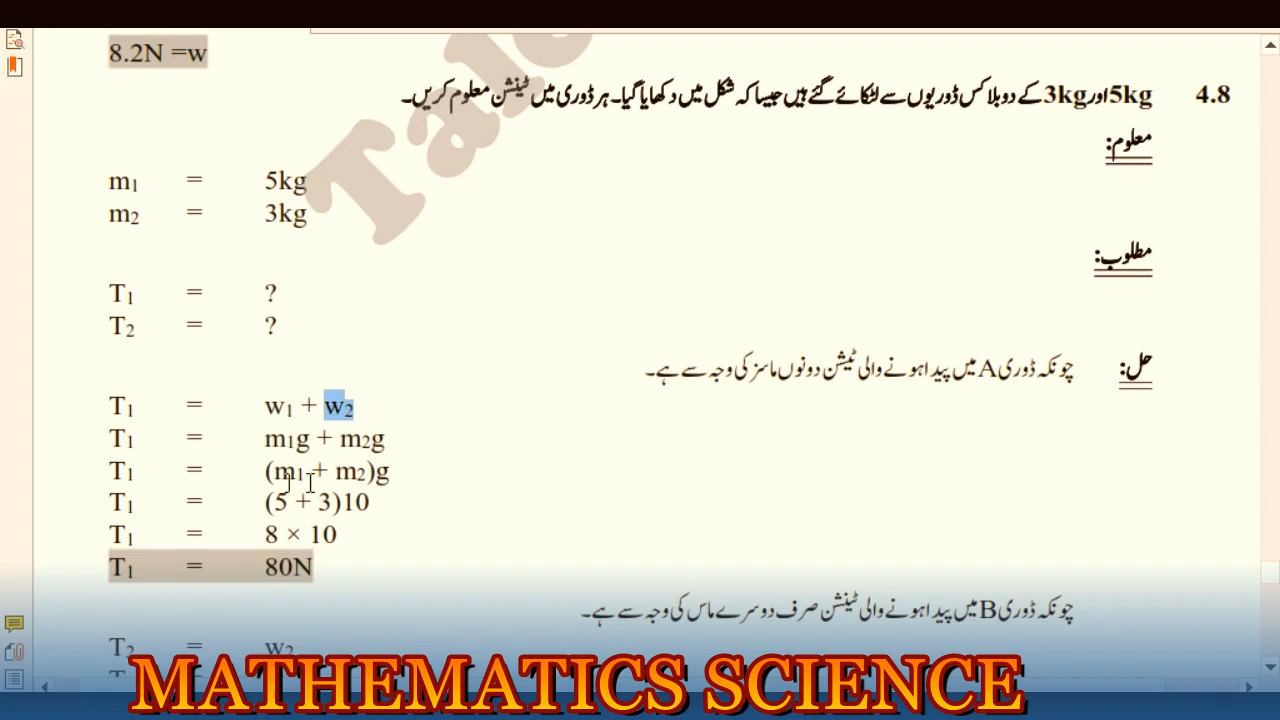 8.2N =w
4.8 5kg اور 3kg کے دو بلاکس ڈوریوں سے لٹکائے گئے ہیں جیسا کہ شکل میں دکھایا گیا۔ ہر ڈوری میں ٹینشن معلوم کریں۔
معلوم:
m1 = 5kg
m2 = 3kg
مطلوب:
T1 = ?
T2 = ?
حل: چونکہ ڈوری A میں پیدا ہونے والی ٹینشن دونوں ماسز کی وجہ سے ہے۔
T1 = w1 + w2
T1 = m1g + m2g
T1 = (m1 + m2)g
T1 = (5 + 3)10
T1 = 8 × 10
T1 = 80N
چونکہ ڈوری B میں پیدا ہونے والی ٹینشن صرف دوسرے ماس کی وجہ سے ہے۔
T2 = w2
MATHEMATICS SCIENCE